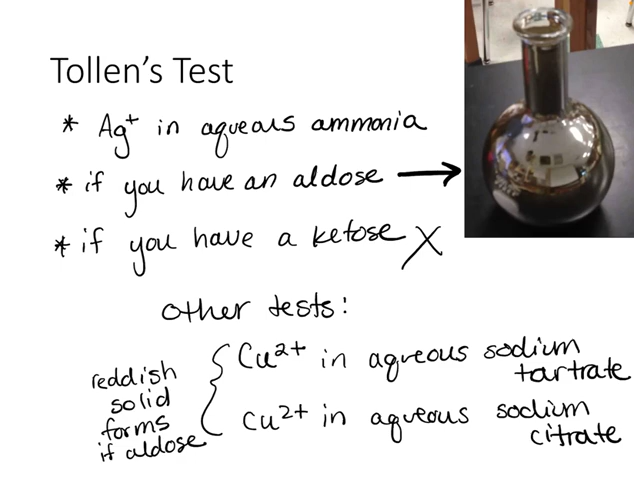 Tollen's Test
* Ag+ in aqueous ammonia
* if you have an aldose →
* if you have a ketose X
other tests:
Cu2+ in aqueous sodium tartrate
reddish
solid
forms
if aldose
Cu2+ in aqueous sodium citrate